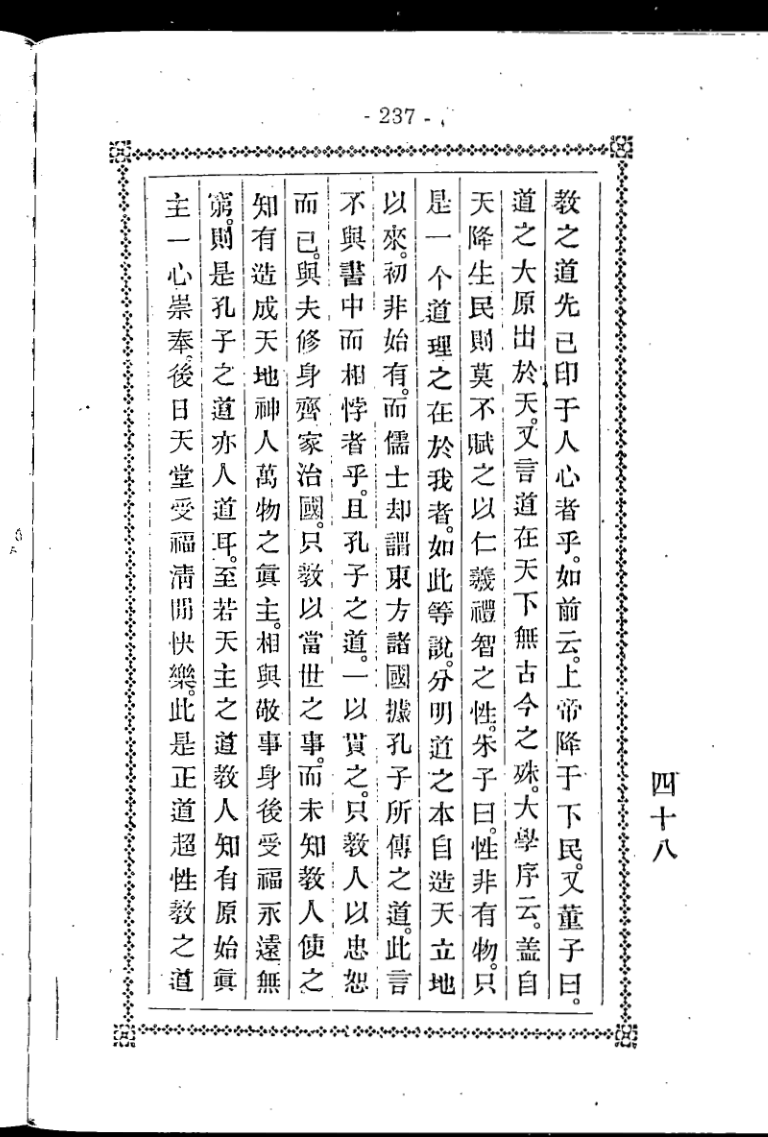 - 237 -
教之道先已印于人心者乎。如前云。上帝降于下民。又董子曰。
道之大原出於天。又言道在天下無古今之殊。大學序云。蓋自
天降生民則莫不賦之以仁義禮智之性。朱子曰。性非有物。只
是一个道理之在於我者。如此等說。分明道之本自造天立地
以來。初非始有。而儒士却謂東方諸國據孔子所傳之道。此言
不與書中而相悖者乎。且孔子之道。一以貫之。只教人以忠恕
而已。與夫修身齊家治國。只教以當世之事。而未知教人使之
知有造成天地神人萬物之眞主。相與敬事身後受福永遠無
窮。則是孔子之道亦人道耳。至若天主之道教人知有原始眞
主一心崇奉。後日天堂受福淸閒快樂。此是正道超性教之道
四十八